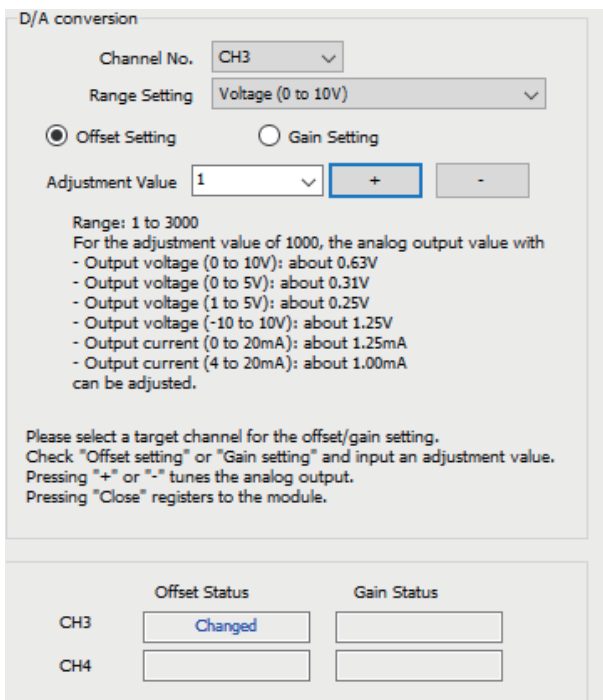 D/A conversion
Channel No. CH3
Range Setting Voltage (0 to 10V)
Offset Setting Gain Setting
Adjustment Value 1 + -
Range: 1 to 3000
For the adjustment value of 1000, the analog output value with
- Output voltage (0 to 10V): about 0.63V
- Output voltage (0 to 5V): about 0.31V
- Output voltage (1 to 5V): about 0.25V
- Output voltage (-10 to 10V): about 1.25V
- Output current (0 to 20mA): about 1.25mA
- Output current (4 to 20mA): about 1.00mA
can be adjusted.
Please select a target channel for the offset/gain setting.
Check "Offset setting" or "Gain setting" and input an adjustment value.
Pressing "+" or "-" tunes the analog output.
Pressing "Close" registers to the module.
Offset Status Gain Status
CH3 Changed
CH4